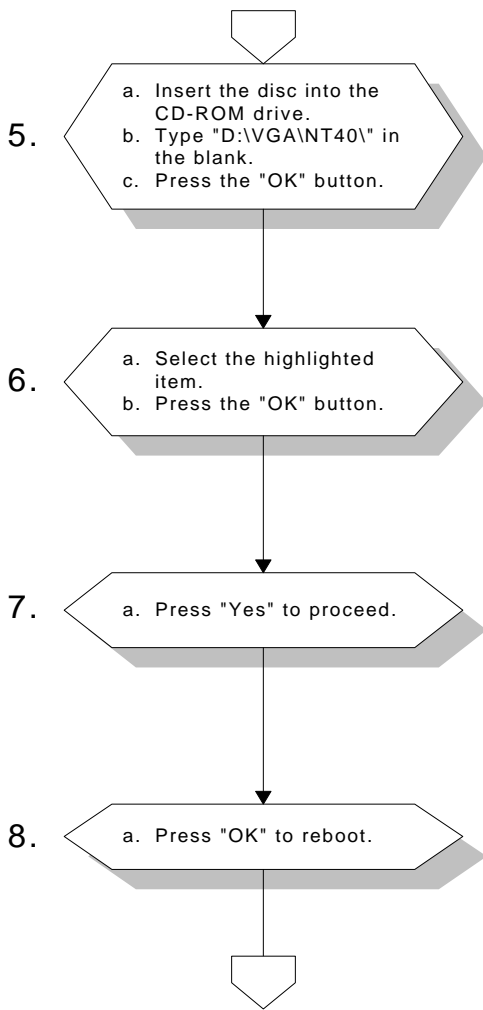 5.
a. Insert the disc into the
CD-ROM drive.
b. Type "D:\VGA\NT40\" in
the blank.
c. Press the "OK" button.
6.
a. Select the highlighted
item.
b. Press the "OK" button.
7.
a. Press "Yes" to proceed.
8.
a. Press "OK" to reboot.